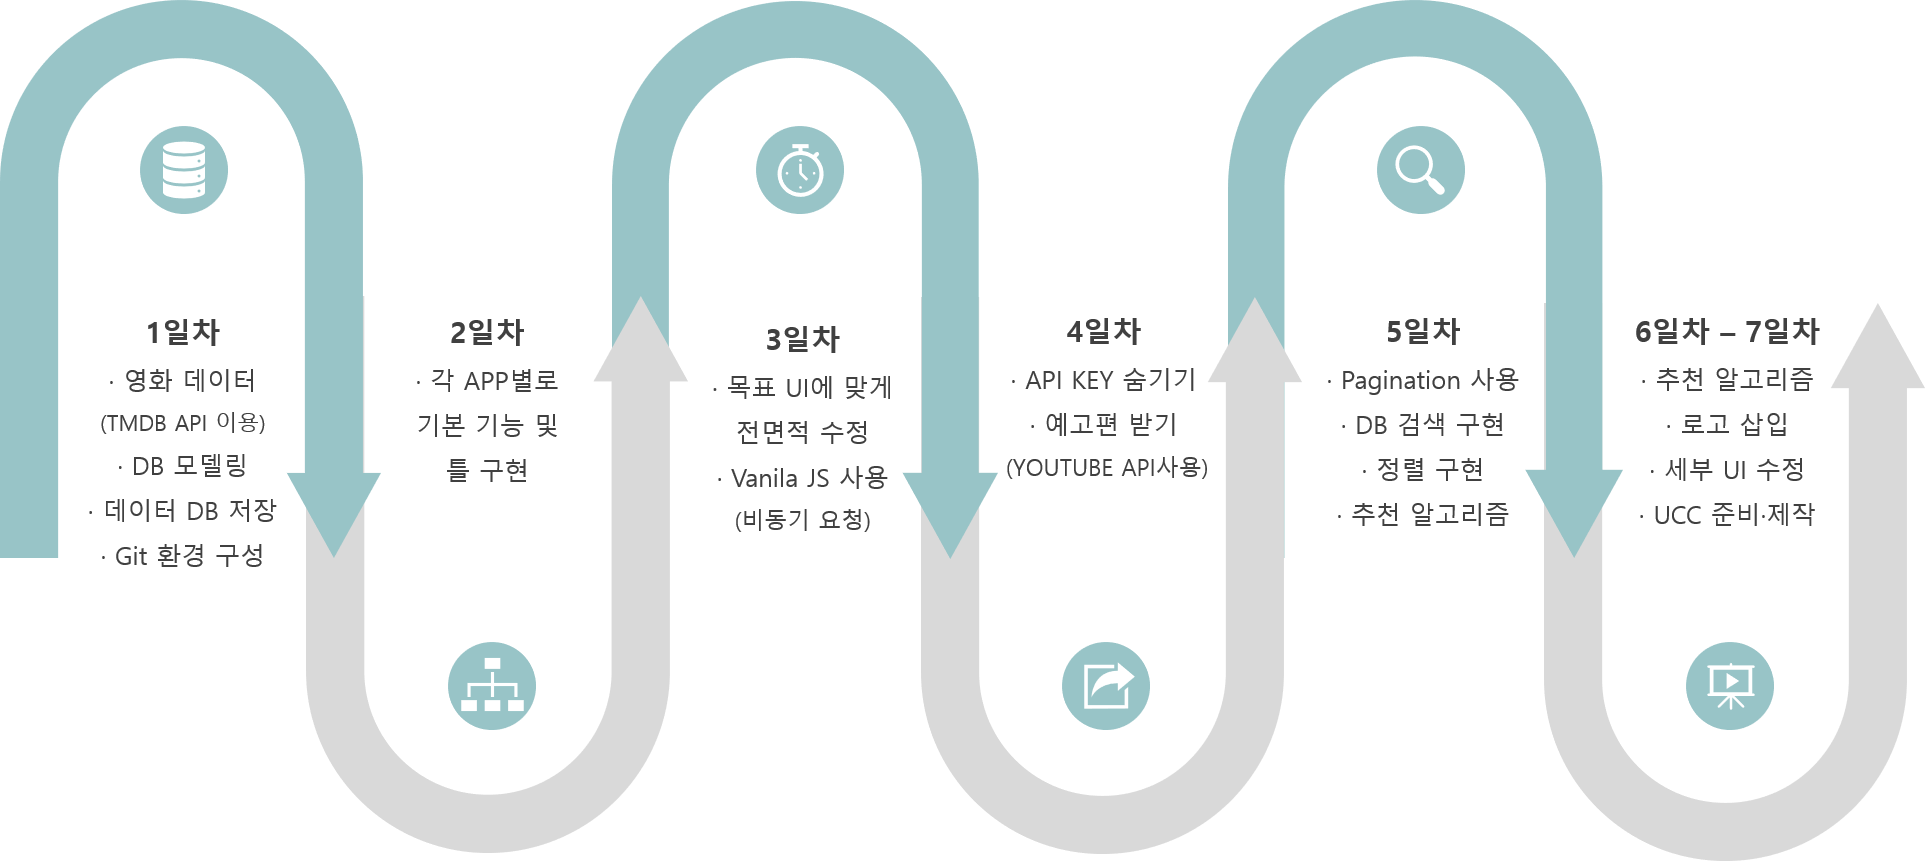 1일차
· 영화 데이터
(TMDB API 이용)
· DB 모델링
· 데이터 DB 저장
· Git 환경 구성
2일차
· 각 APP별로
기본 기능 및
틀 구현
3일차
· 목표 UI에 맞게
전면적 수정
· Vanila JS 사용
(비동기 요청)
4일차
· API KEY 숨기기
· 예고편 받기
(YOUTUBE API사용)
5일차
· Pagination 사용
· DB 검색 구현
· 정렬 구현
· 추천 알고리즘
6일차 – 7일차
· 추천 알고리즘
· 로고 삽입
· 세부 UI 수정
· UCC 준비·제작